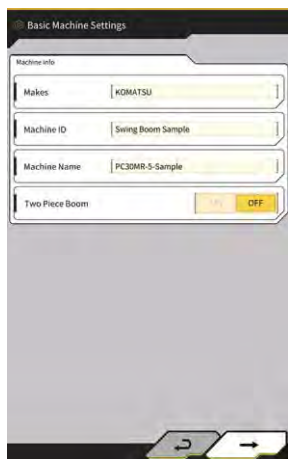 Basic Machine Settings
Machine info
Makes
KOMATSU
Machine ID
Swing Boom Sample
Machine Name
PC30MR-5-Sample
Two Piece Boom
ON OFF